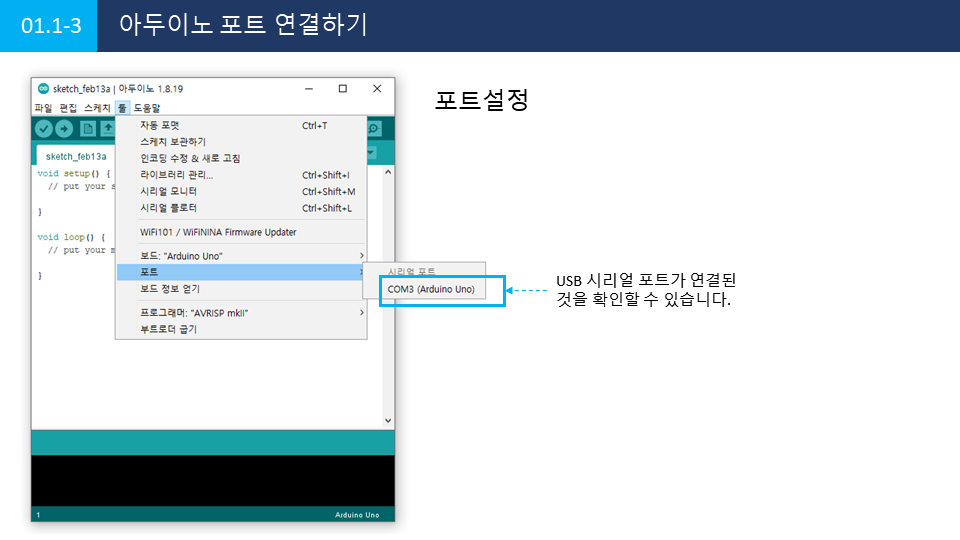 01.1-3
아두이노 포트 연결하기
sketch_feb13a | 아두이노 1.8.19
파일 편집 스케치 툴 도움말
sketch_feb13a
void setup() {
// put your s
}
void loop() {
// put your m
}
자동 포맷 Ctrl+T
스케치 보관하기
인코딩 수정 & 새로 고침
라이브러리 관리... Ctrl+Shift+I
시리얼 모니터 Ctrl+Shift+M
시리얼 플로터 Ctrl+Shift+L
WiFi101 / WiFiNINA Firmware Updater
보드: "Arduino Uno"
포트
보드 정보 얻기
프로그래머: "AVRISP mkII"
부트로더 굽기
시리얼 포트
COM3 (Arduino Uno)
1
Arduino Uno
포트설정
USB 시리얼 포트가 연결된
것을 확인할 수 있습니다.